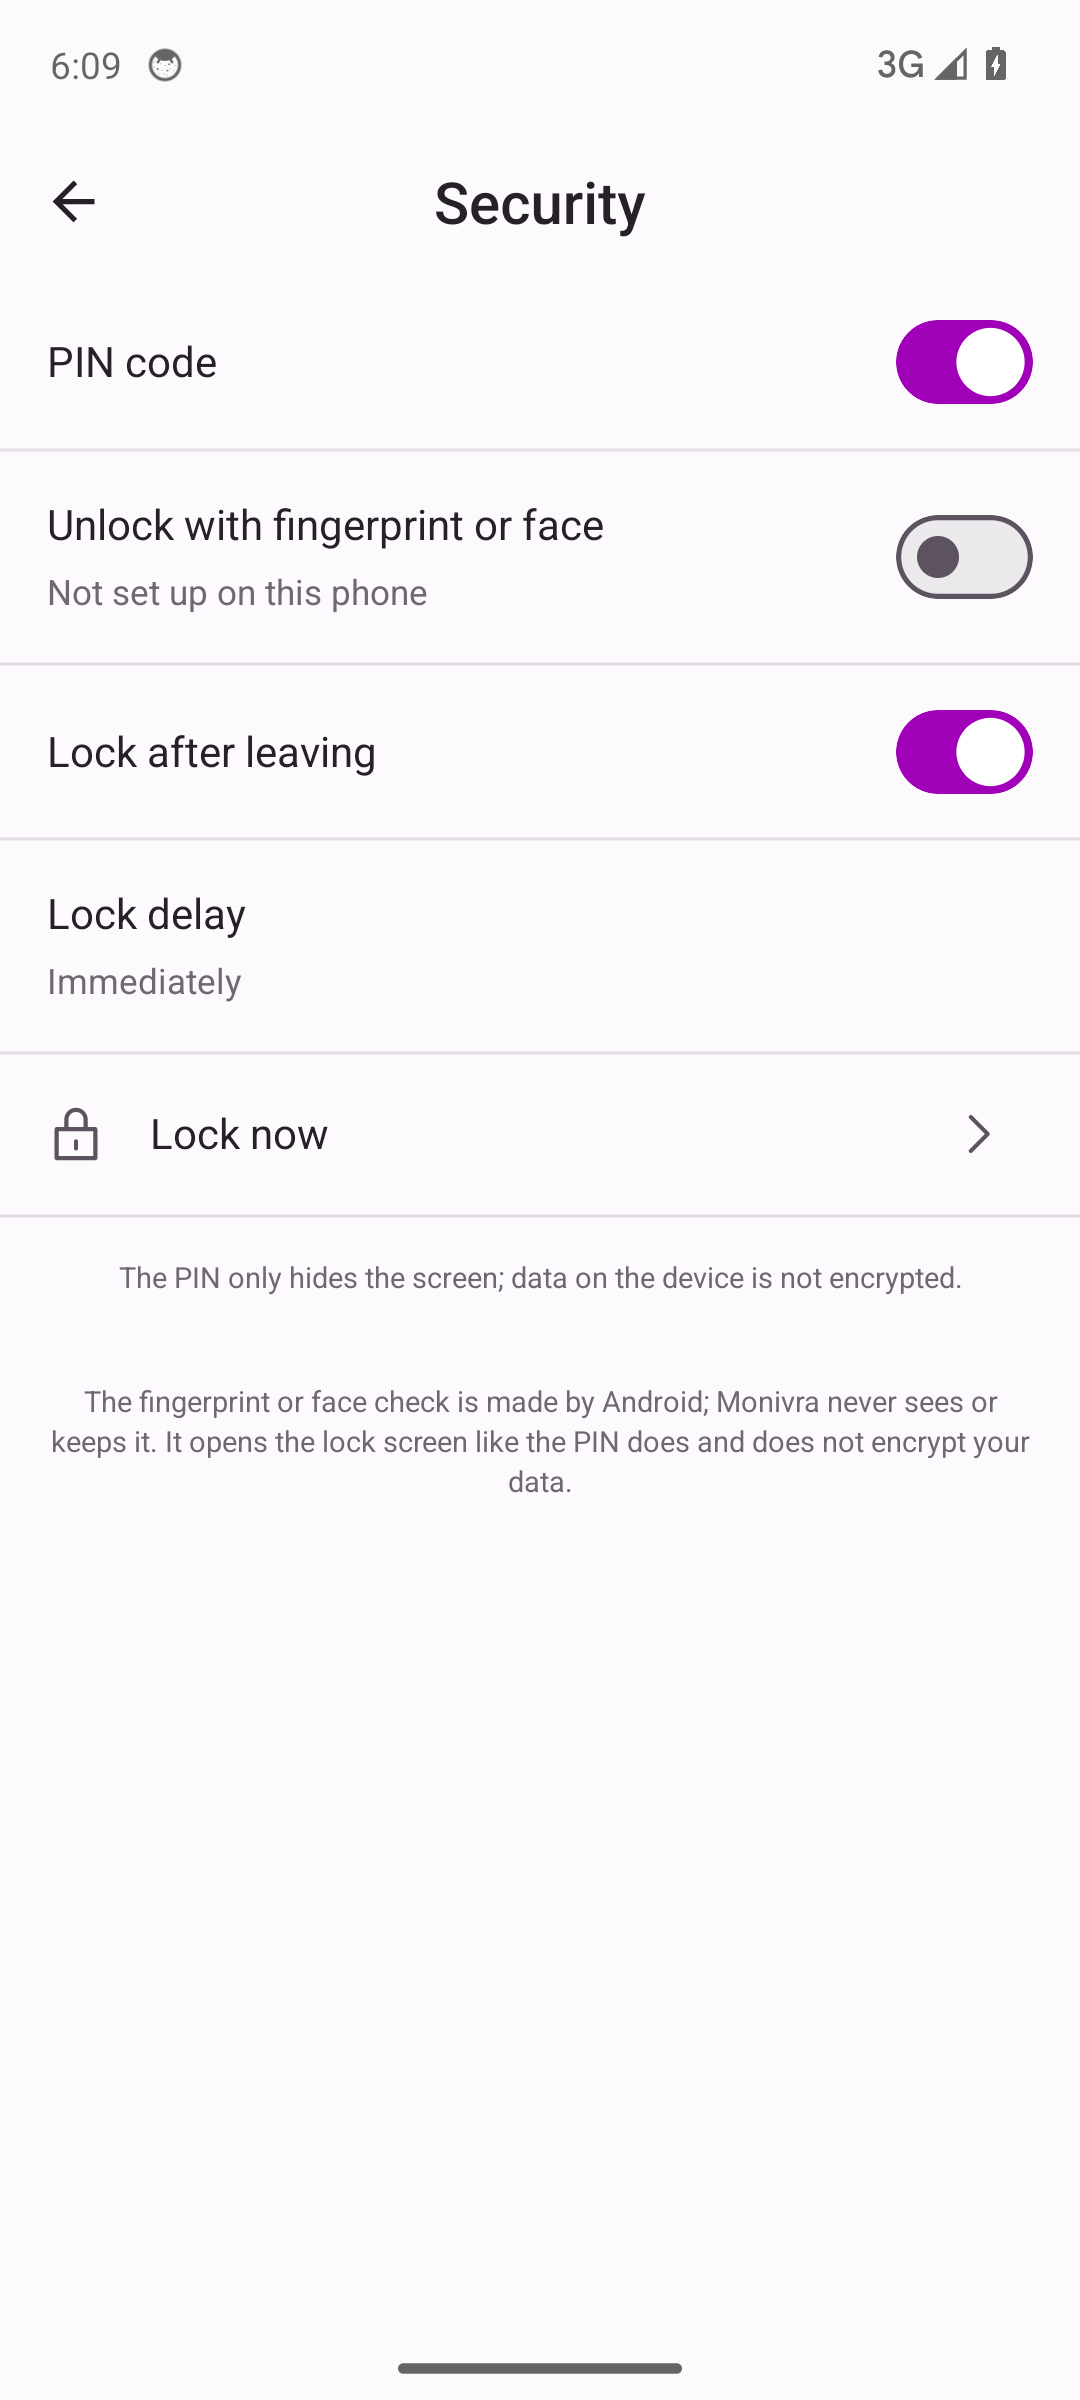 6:09
3G
Security
PIN code
Unlock with fingerprint or face
Not set up on this phone
Lock after leaving
Lock delay
Immediately
Lock now
The PIN only hides the screen; data on the device is not encrypted.
The fingerprint or face check is made by Android; Monivra never sees or
keeps it. It opens the lock screen like the PIN does and does not encrypt your
data.